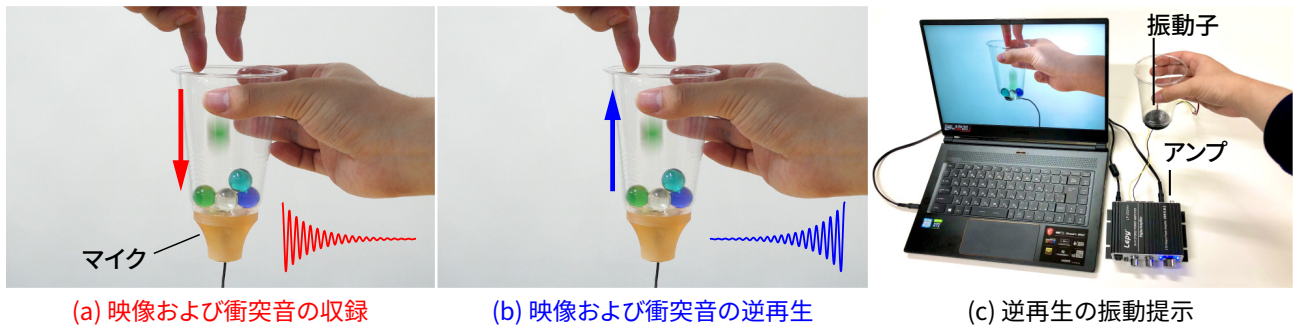 振動子
アンプ
マイク
Lepy
(a) 映像および衝突音の収録
(b) 映像および衝突音の逆再生
(c) 逆再生の振動提示